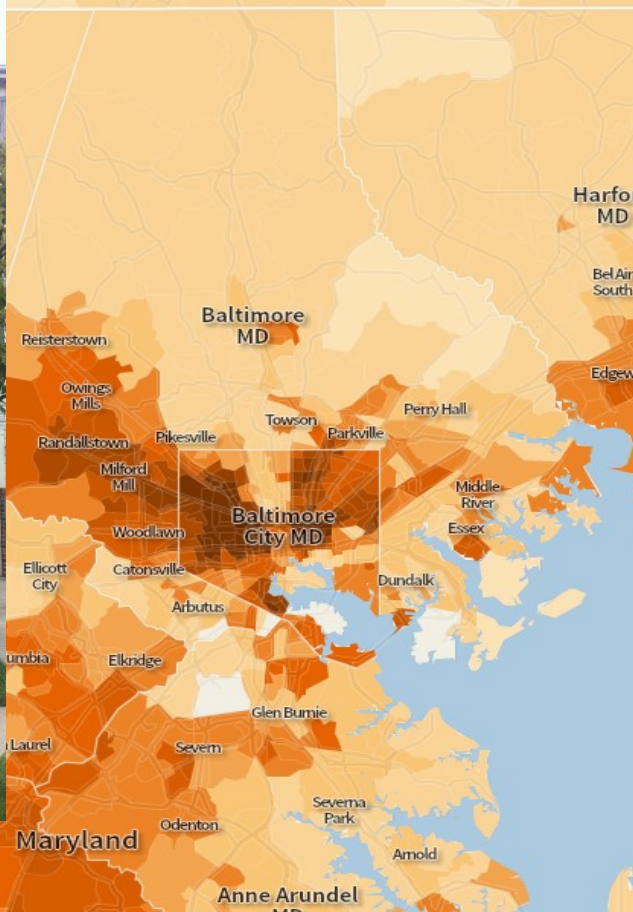 Harfo
MD
Bel Air
South
Baltimore
MD
Reisterstown
Edgew
Owings
Mills
Perry Hall
Towson
Parkville
Randallstown
Pikesville
Milford
Mill
Middle
River
Baltimore
City MD
Essex
Woodlawn
Ellicott
City
Catonsville
Dundalk
Arbutus
umbia
Elkridge
Glen Burnie
Laurel
Severn
Severna
Park
Odenton
Maryland
Arnold
Anne Arundel
MD